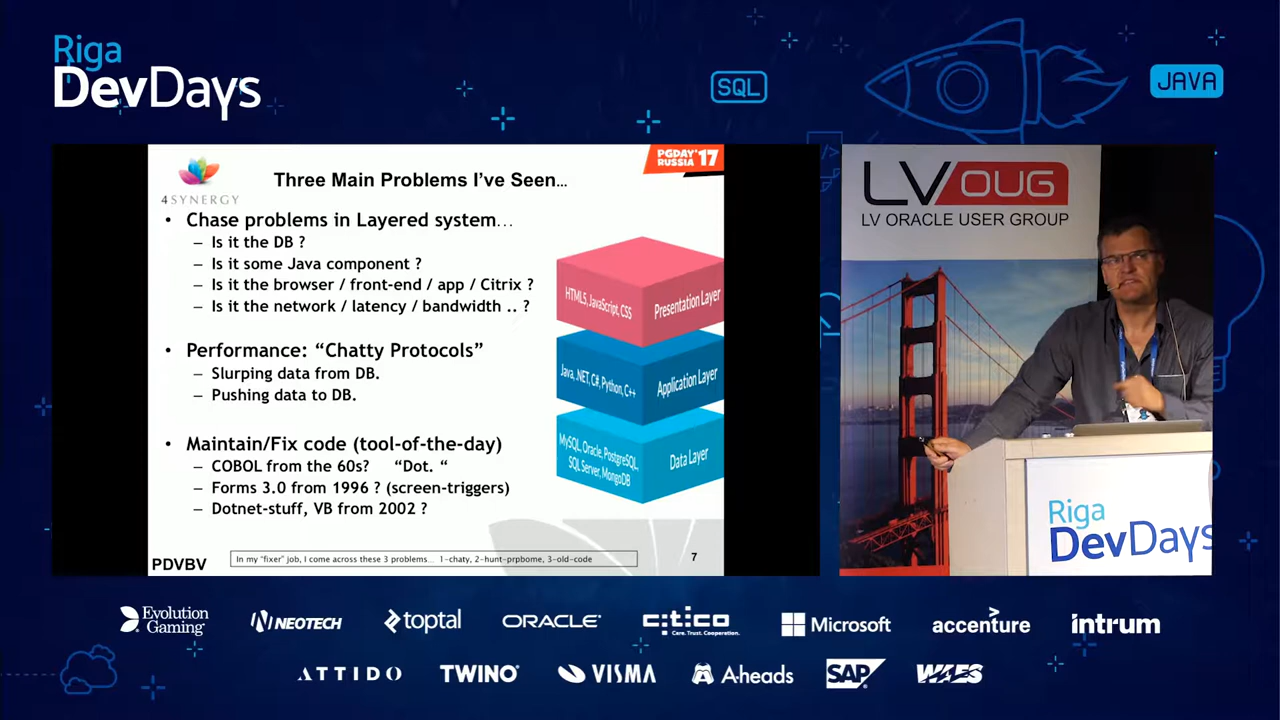 Riga
DevDays
SQL
JAVA
4SYNERGY
PGDAY'17
RUSSIA
Three Main Problems I've Seen…
• Chase problems in Layered system…
– Is it the DB ?
– Is it some Java component ?
– Is it the browser / front-end / app / Citrix ?
– Is it the network / latency / bandwidth .. ?
• Performance: “Chatty Protocols”
– Slurping data from DB.
– Pushing data to DB.
• Maintain/Fix code (tool-of-the-day)
– COBOL from the 60s? “Dot. “
– Forms 3.0 from 1996 ? (screen-triggers)
– Dotnet-stuff, VB from 2002 ?
HTML5, JavaScript, CSS
Presentation Layer
Java, .NET, C#, Python, C++
Application Layer
MySQL, Oracle, PostgreSQL,
SQL Server, MongoDB
Data Layer
PDVBV
In my "fixer" job, I come across these 3 problems... 1-chaty, 2-hunt-prpbome, 3-old-code
7
LVOUG
LV ORACLE USER GROUP
Riga
DevDays
Evolution
Gaming
NEOTECH
toptal
ORACLE
citico
Care. Trust. Cooperation.
Microsoft
accenture
intrum
ATTIDO
TWINO
VISMA
A-heads
SAP
WAES